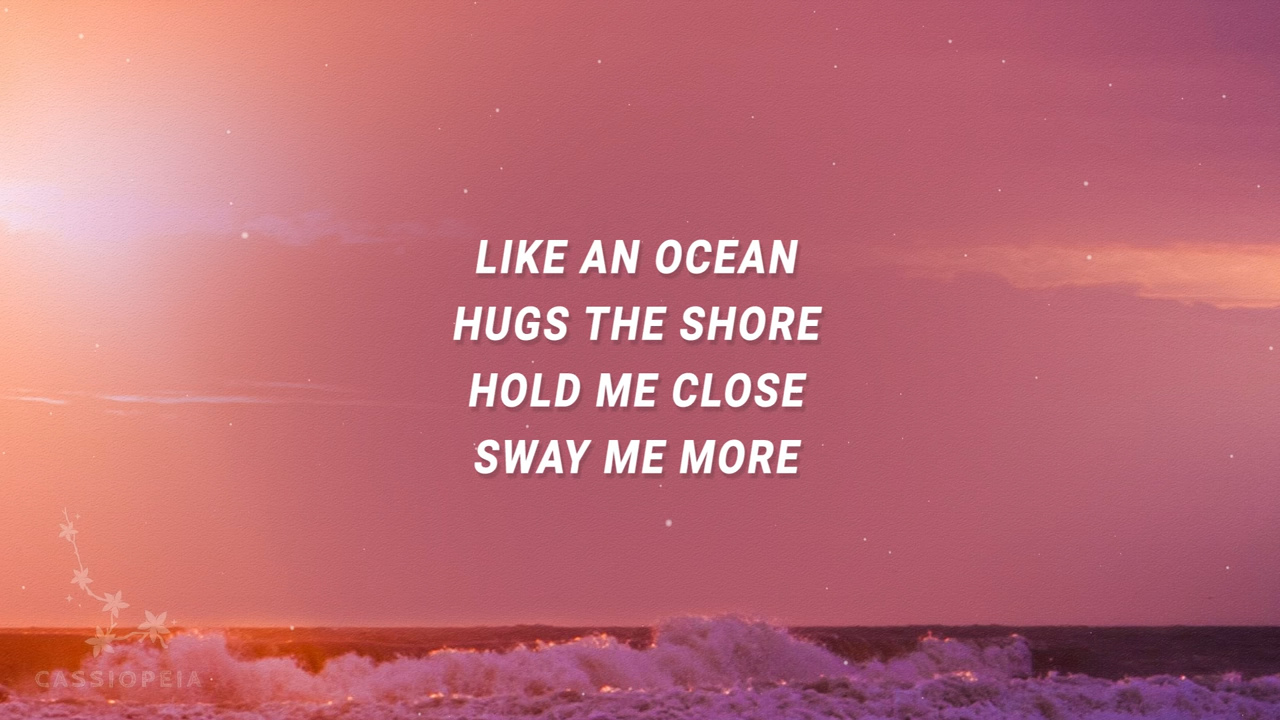 LIKE AN OCEAN
HUGS THE SHORE
HOLD ME CLOSE
SWAY ME MORE
CASSIOPEIA